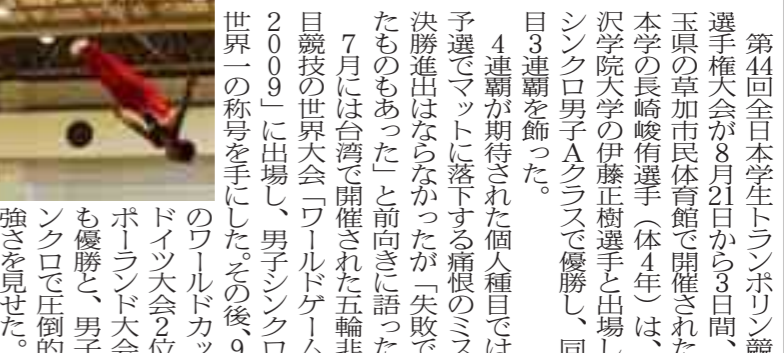 第44回全日本学生トランポリン競
選手権大会が8月21日から3日間、
玉県の草加市民体育館で開催された
本学の長崎峻侑選手（体4年）は、
沢学院大学の伊藤正樹選手と出場し
シンクロ男子Aクラスで優勝し、同
目3連覇を飾った。
4連覇が期待された個人種目では
予選でマットに落下する痛恨のミス
決勝進出はならなかったが「失敗で
たものもあった」と前向きに語った
7月には台湾で開催された五輪非
目競技の世界大会「ワールドゲーム
2009」に出場し、男子シンクロ
世界一の称号を手にした。その後、9
のワールドカッ
ドイツ大会2位
ポーランド大会
も優勝と、男子
ンクロで圧倒的
強さを見せた。